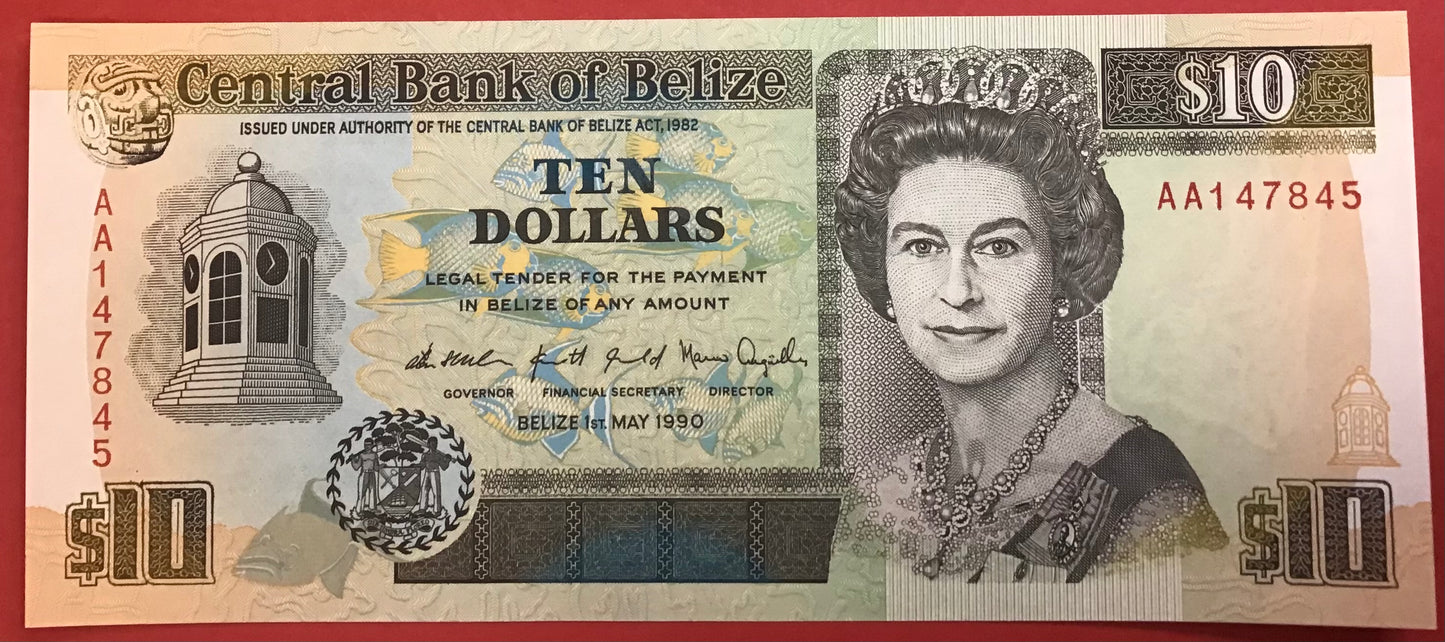 Central Bank of Belize
$10
ISSUED UNDER AUTHORITY OF THE CENTRAL BANK OF BELIZE ACT, 1982
TEN
DOLLARS
AA147845
AA147845
LEGAL TENDER FOR THE PAYMENT
IN BELIZE OF ANY AMOUNT
GOVERNOR FINANCIAL SECRETARY DIRECTOR
BELIZE 1ST. MAY 1990
$10
$10